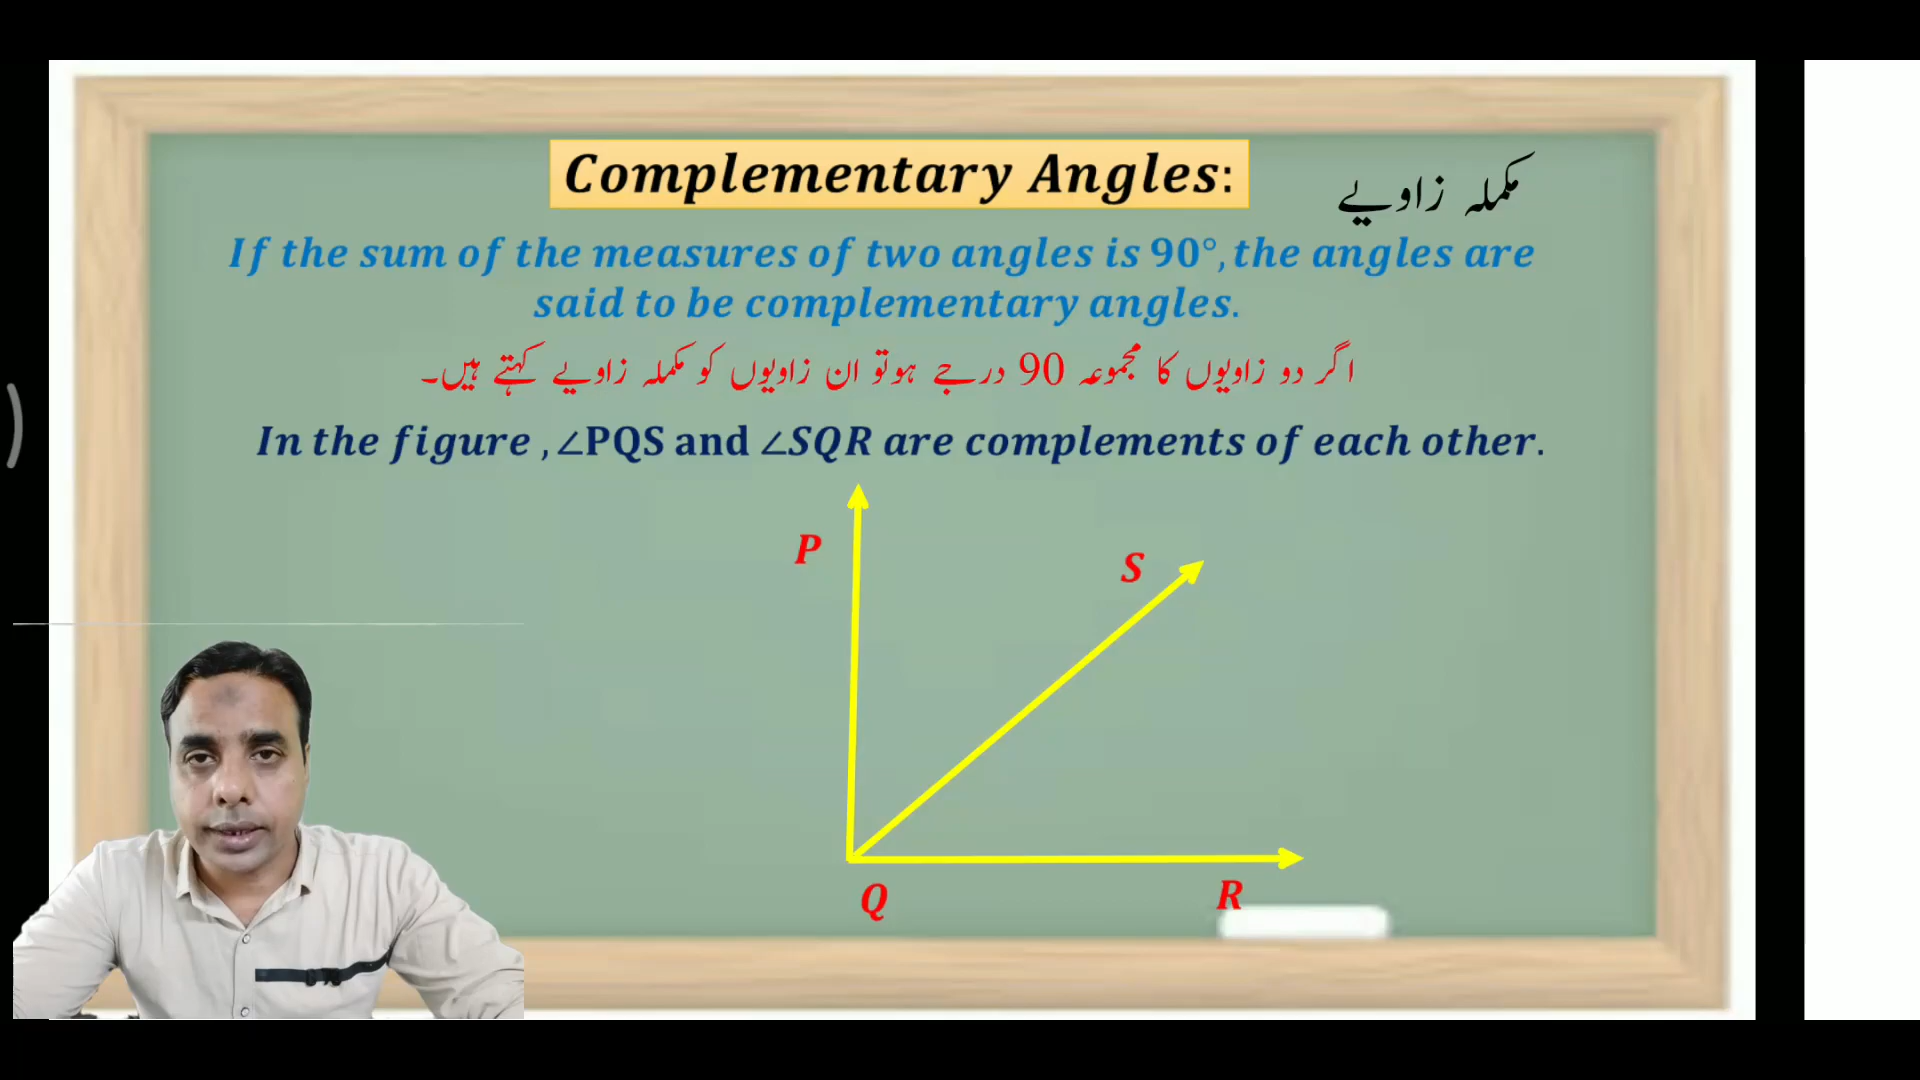 Complementary Angles:
مکملہ زاویے
If the sum of the measures of two angles is 90°, the angles are
said to be complementary angles.
اگر دو زاویوں کا مجموعہ 90 درجے ہوتو ان زاویوں کو مکملہ زاویے کہتے ہیں۔
In the figure ,∠PQS and ∠SQR are complements of each other.
P
S
Q
R